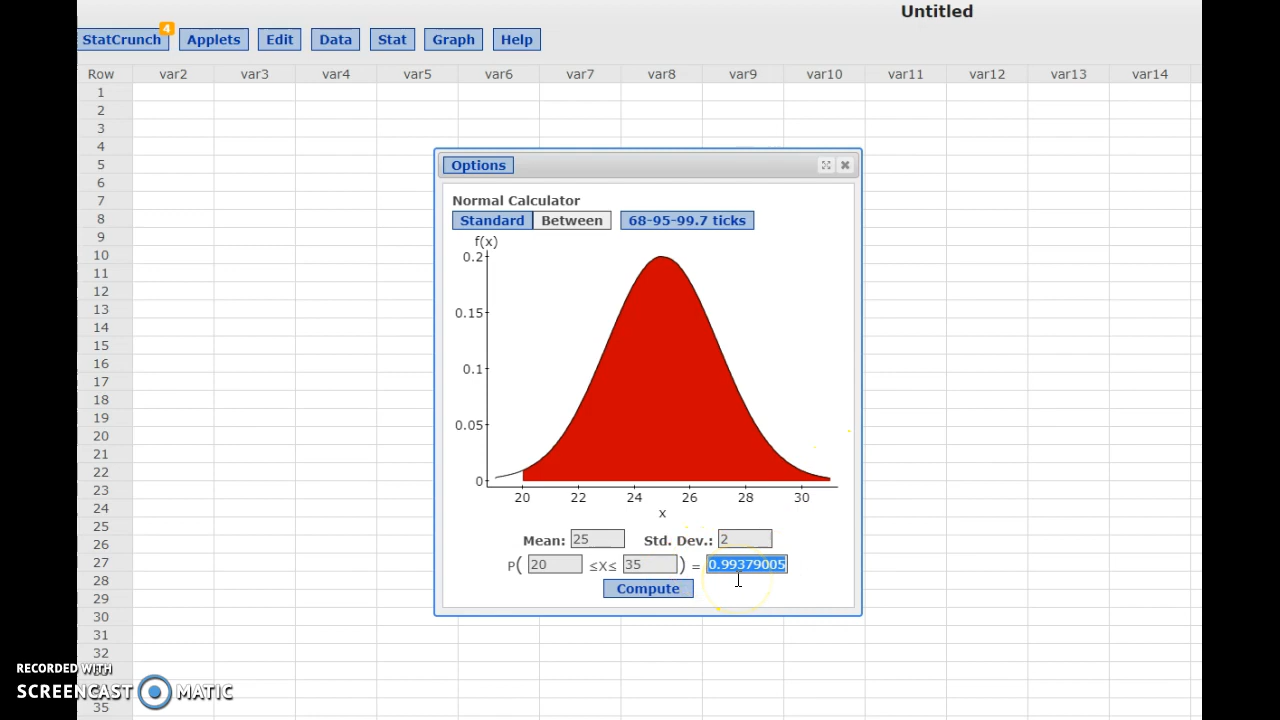 Untitled
4
StatCrunch Applets Edit Data Stat Graph Help
Row var2 var3 var4 var5 var6 var7 var8 var9 var10 var11 var12 var13 var14
1
2
3
4
5
6
7
8
9
10
11
12
13
14
15
16
17
18
19
20
21
22
23
24
25
26
27
28
29
30
31
32
35
Options
Normal Calculator
Standard Between 68-95-99.7 ticks
f(x)
0.2
0.15
0.1
0.05
0
20 22 24 26 28 30
x
Mean: 25 Std. Dev.: 2
P( 20 ≤X≤ 35 ) = 0.99379005
Compute
RECORDED WITH
SCREENCAST MATIC